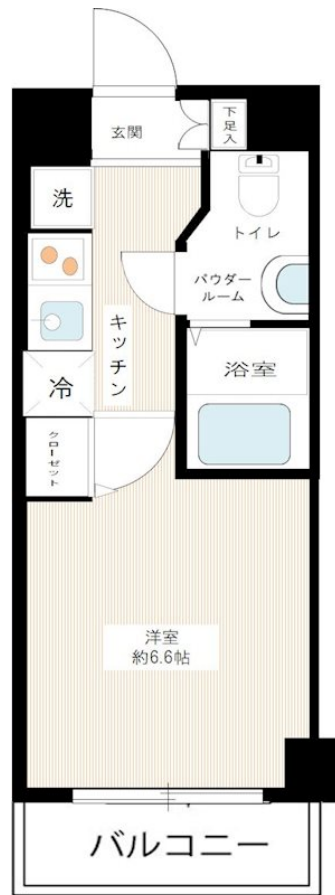 玄関
下足入
洗
トイレ
パウダー
ルーム
キッチン
浴室
冷
クローゼット
洋室
約6.6帖
バルコニー